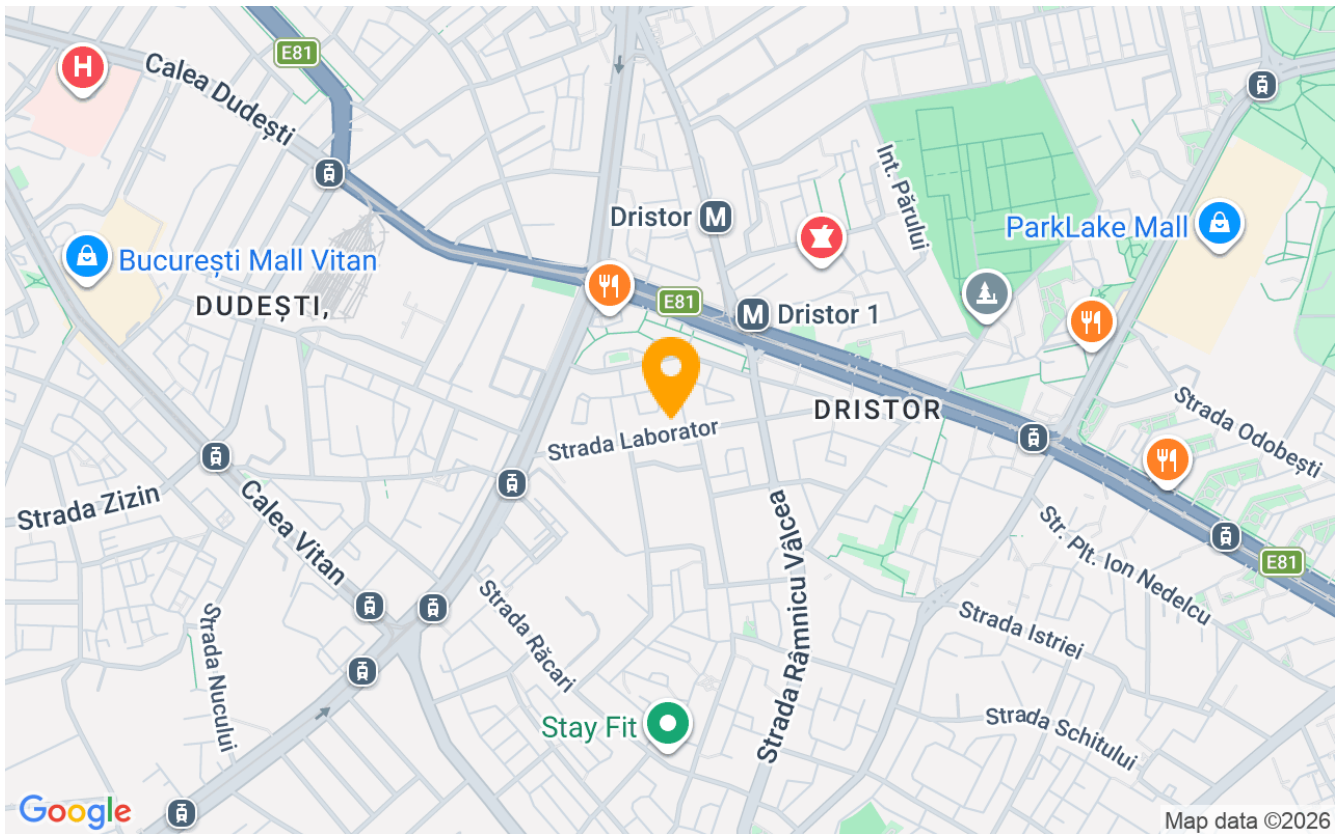 E81
H
Calea Dudești
Int. Părului
Dristor M
ParkLake Mall
București Mall Vitan
DUDEȘTI,
E81
M Dristor 1
DRISTOR
Strada Odobești
Strada Laborator
Strada Zizin
Calea Vitan
Strada Râmnicu Vâlcea
Str. Plt. Ion Nedelcu
E81
Strada Nucului
Strada Răcari
Strada Istriei
Stay Fit
Strada Schitului
Google
Map data ©2026